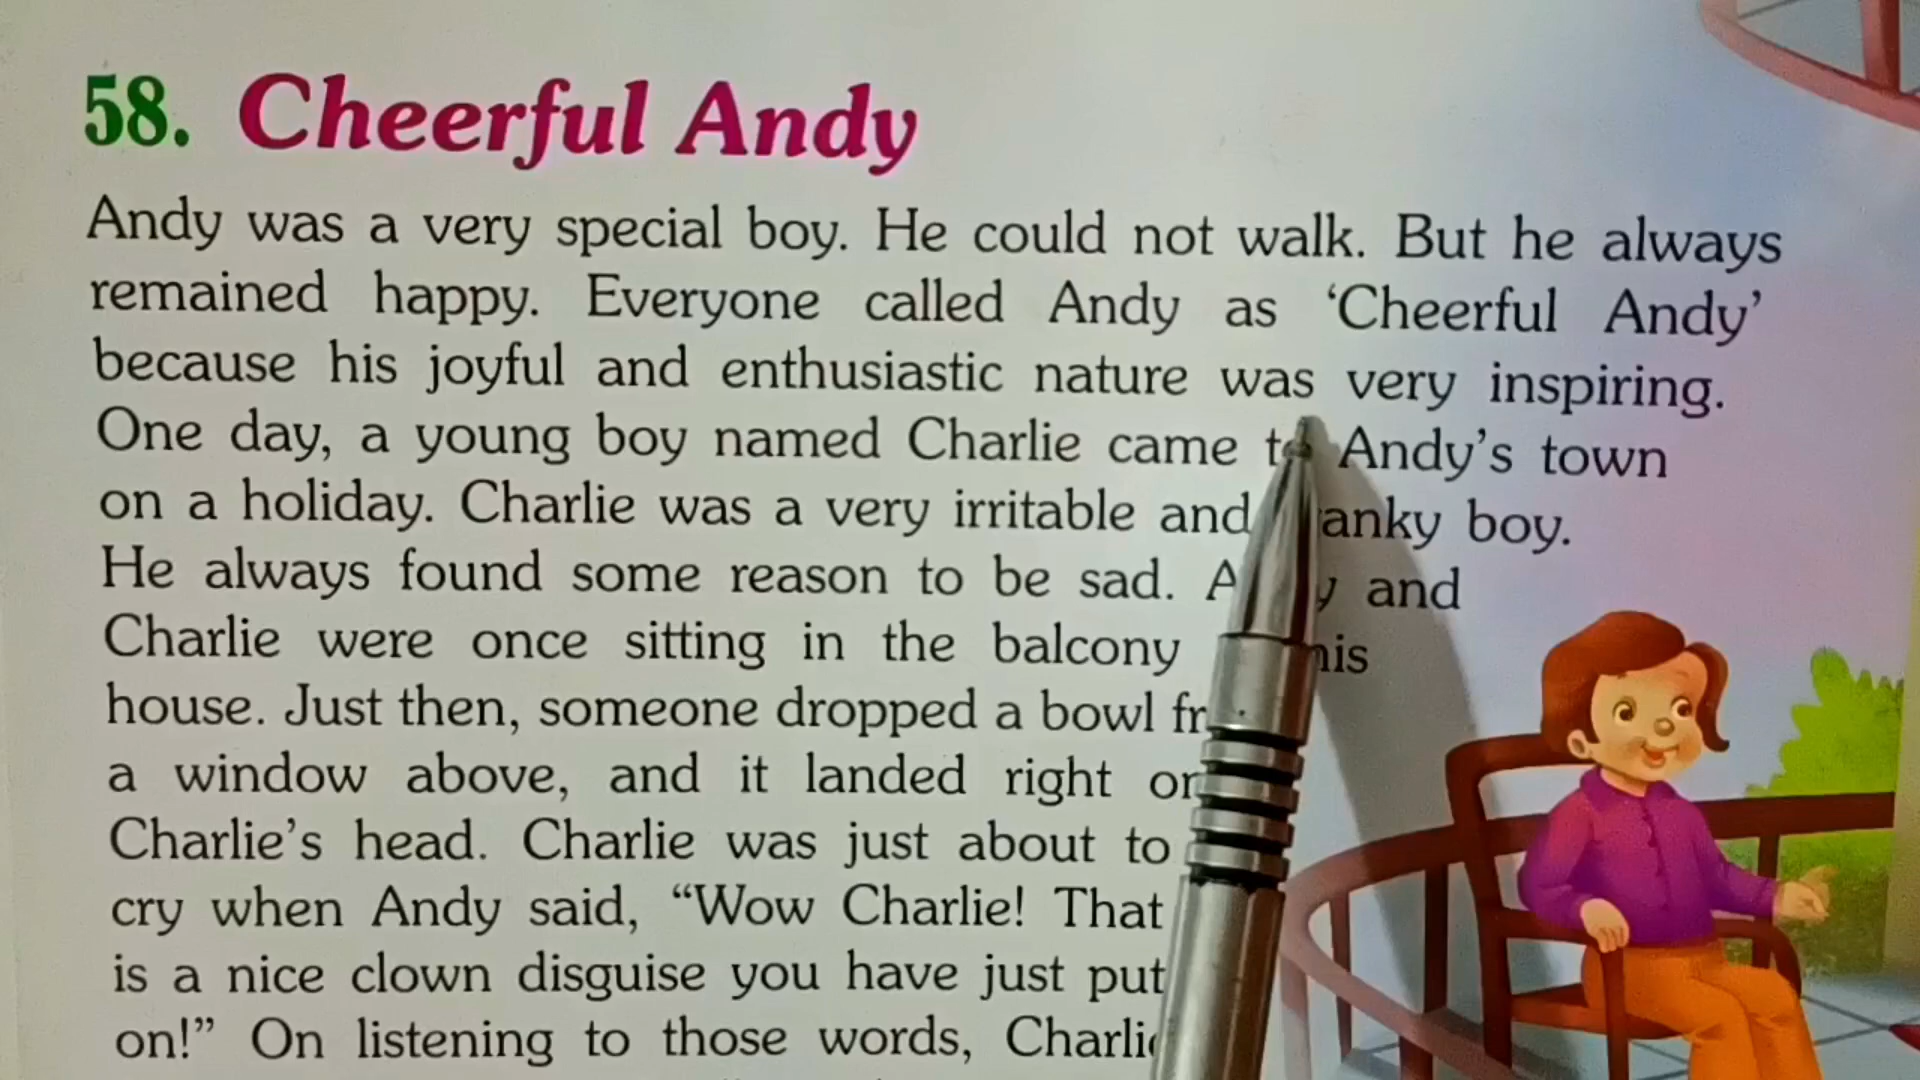 58. Cheerful Andy
Andy was a very special boy. He could not walk. But he always
remained happy. Everyone called Andy as ‘Cheerful Andy’
because his joyful and enthusiastic nature was very inspiring.
One day, a young boy named Charlie came to Andy’s town
on a holiday. Charlie was a very irritable and boy.
He always found some reason to be sad. and
Charlie were once sitting in the balcony
house. Just then, someone dropped a bowl
a window above, and it landed right
Charlie’s head. Charlie was just about to
cry when Andy said, “Wow Charlie! That
is a nice clown disguise you have just put
on!” On listening to those words,